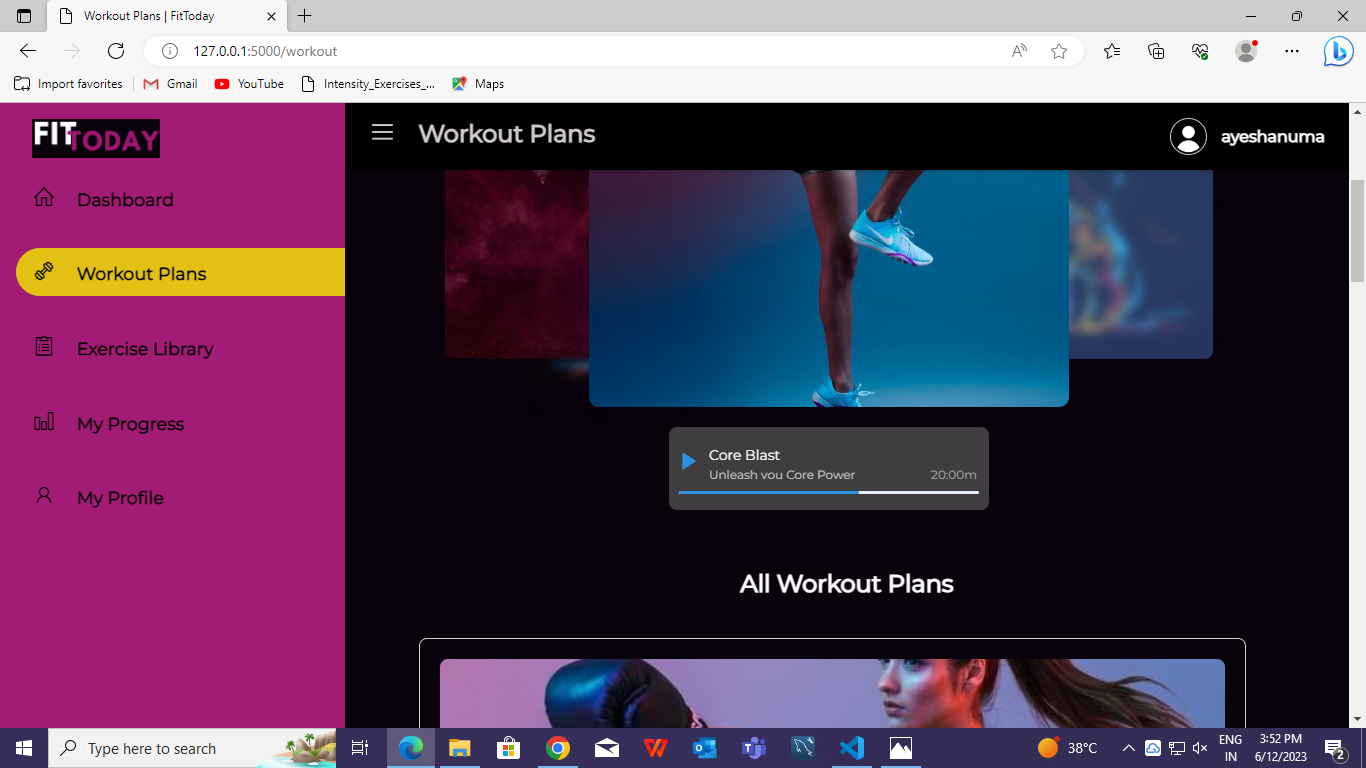 Workout Plans | FitToday
127.0.0.1:5000/workout
Import favorites
Gmail
YouTube
Intensity_Exercises_...
Maps
FITTODAY
Workout Plans
ayeshanuma
Dashboard
Workout Plans
Exercise Library
My Progress
My Profile
Core Blast
Unleash vou Core Power
20:00m
All Workout Plans
Type here to search
38°C
ENG
IN
3:52 PM
6/12/2023
2